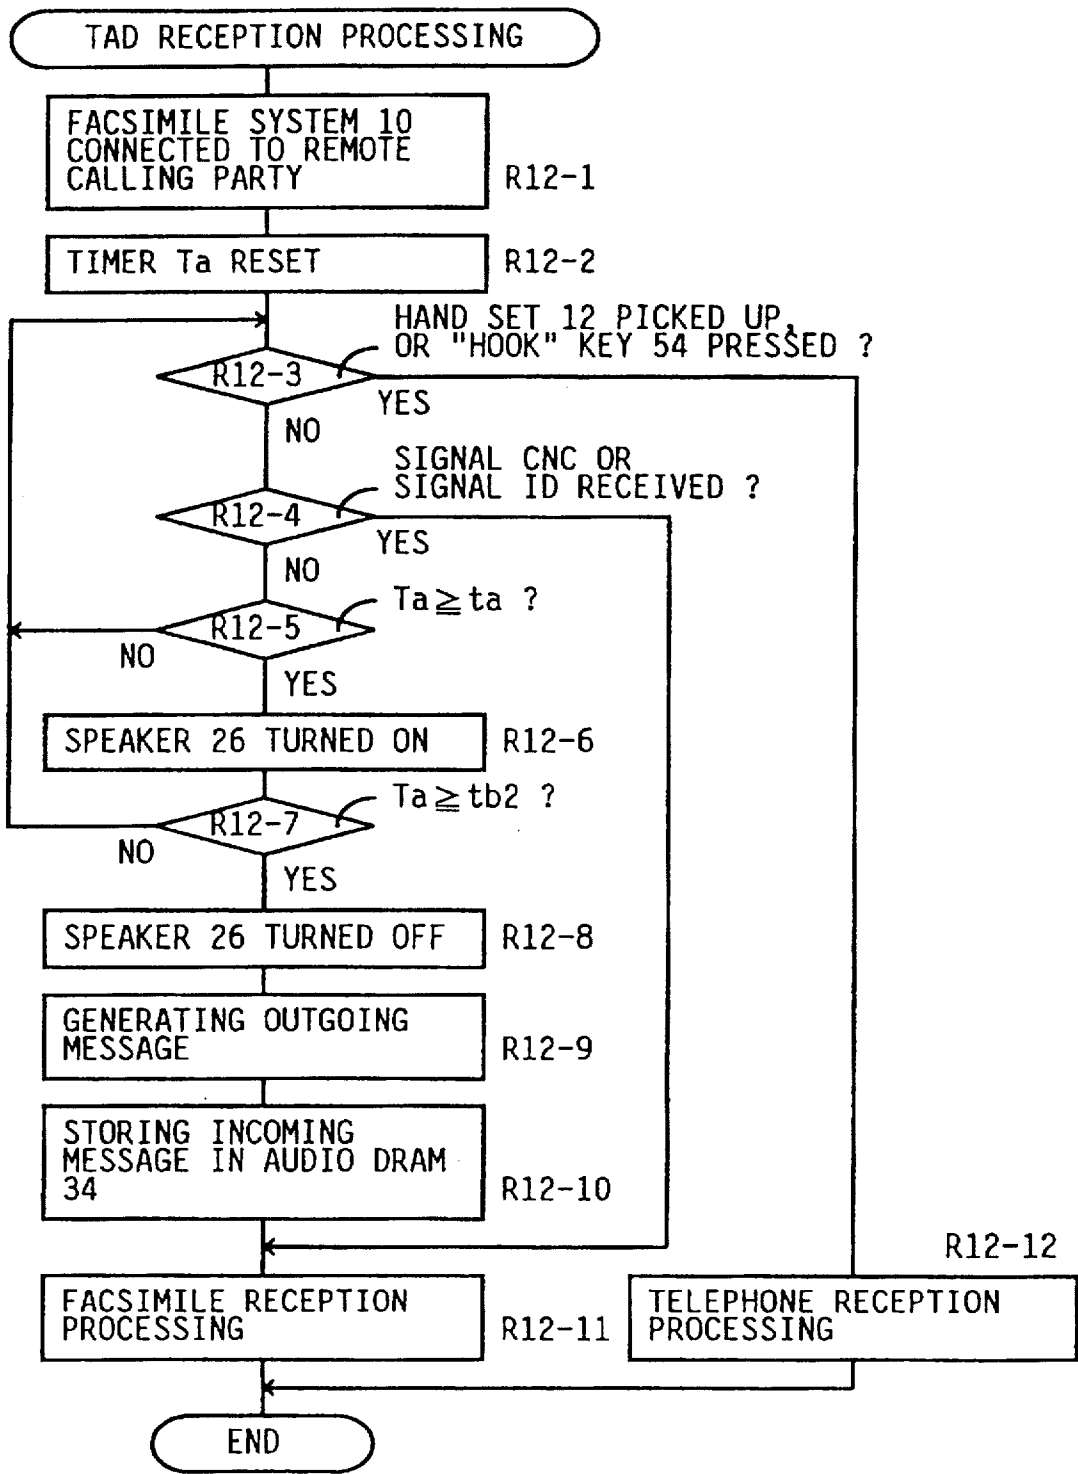 TAD RECEPTION PROCESSING
FACSIMILE SYSTEM 10
CONNECTED TO REMOTE
CALLING PARTY
R12-1
TIMER Ta RESET
R12-2
HAND SET 12 PICKED UP,
OR "HOOK" KEY 54 PRESSED ?
R12-3
YES
NO
SIGNAL CNC OR
SIGNAL ID RECEIVED ?
R12-4
YES
NO
Ta≧ta ?
R12-5
NO
YES
SPEAKER 26 TURNED ON
R12-6
Ta≧tb2 ?
R12-7
NO
YES
SPEAKER 26 TURNED OFF
R12-8
GENERATING OUTGOING
MESSAGE
R12-9
STORING INCOMING
MESSAGE IN AUDIO DRAM
34
R12-10
R12-12
FACSIMILE RECEPTION
PROCESSING
R12-11
TELEPHONE RECEPTION
PROCESSING
END